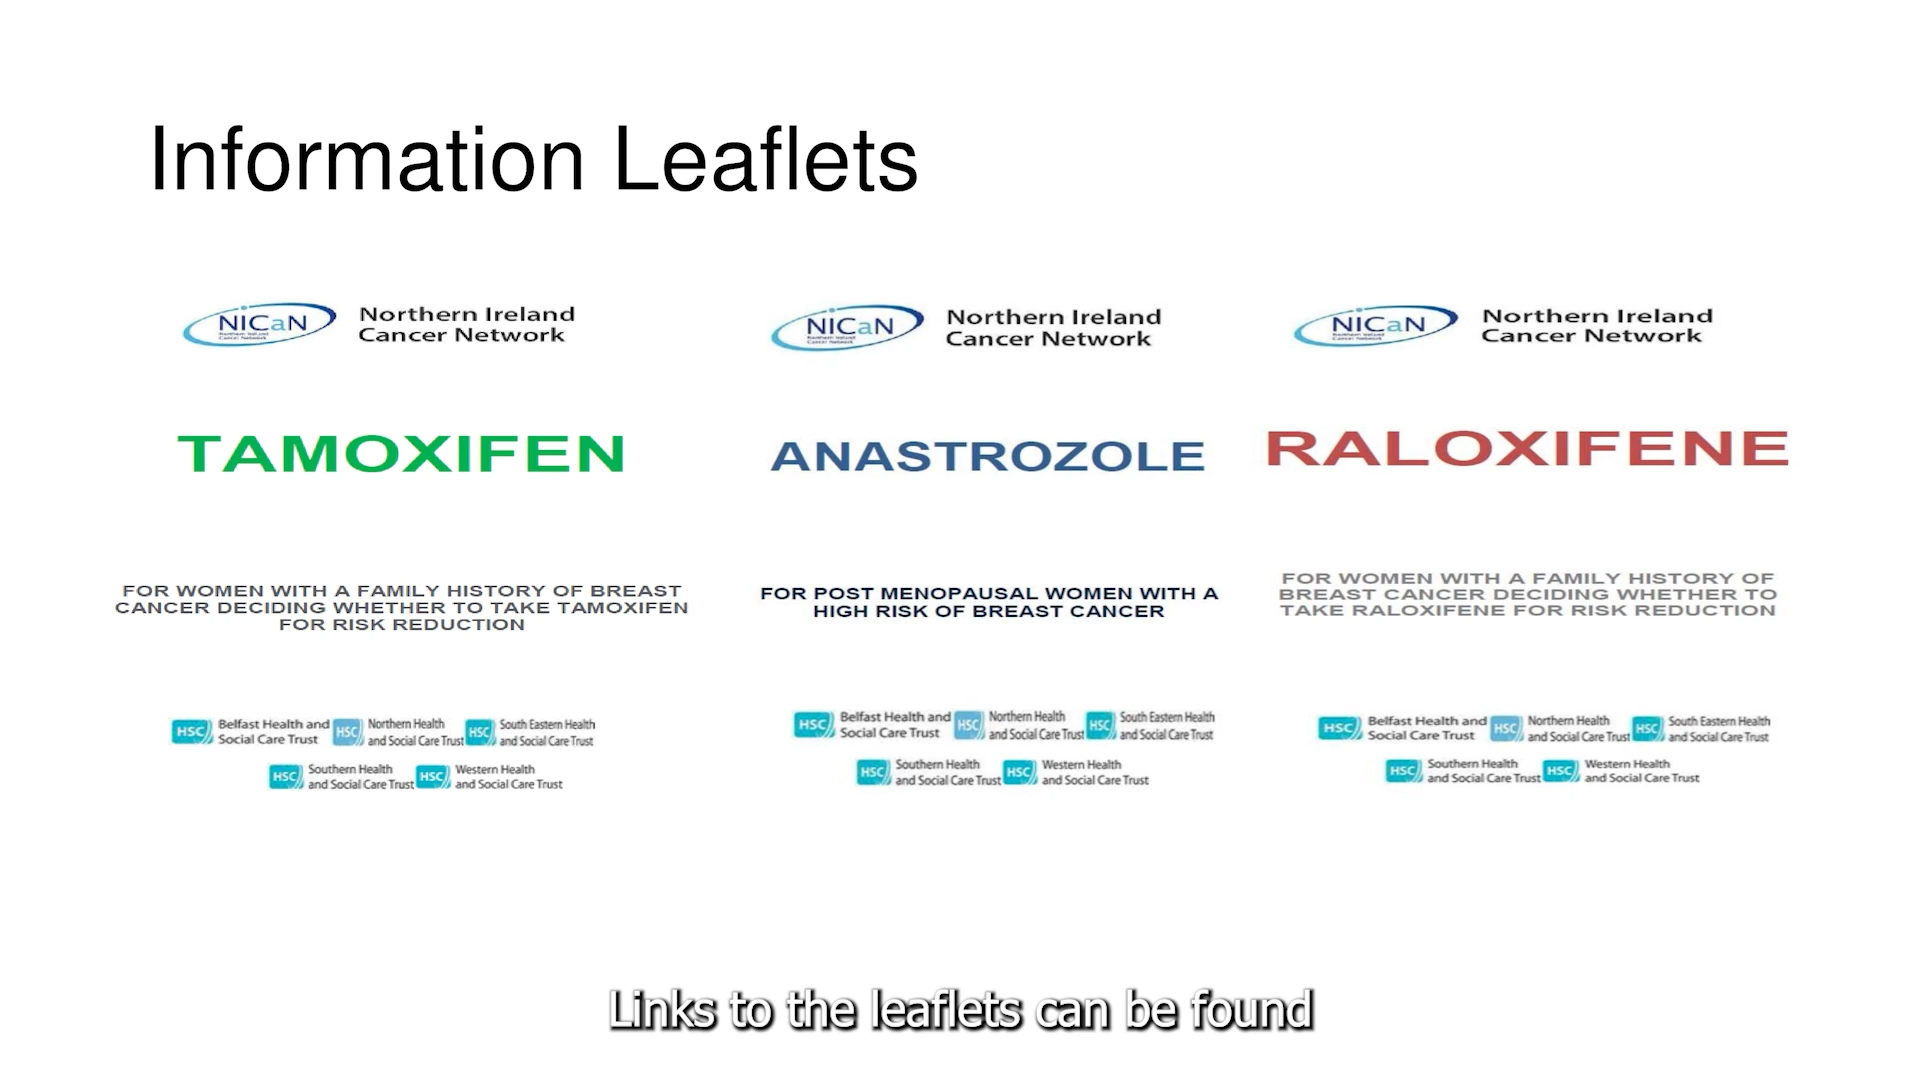 Information Leaflets
NICaN
Northern Ireland
Cancer Network
TAMOXIFEN
FOR WOMEN WITH A FAMILY HISTORY OF BREAST
CANCER DECIDING WHETHER TO TAKE TAMOXIFEN
FOR RISK REDUCTION
HSC Belfast Health and Social Care Trust
HSC Northern Health and Social Care Trust
HSC South Eastern Health and Social Care Trust
HSC Southern Health and Social Care Trust
HSC Western Health and Social Care Trust
NICaN
Northern Ireland
Cancer Network
ANASTROZOLE
FOR POST MENOPAUSAL WOMEN WITH A
HIGH RISK OF BREAST CANCER
HSC Belfast Health and Social Care Trust
HSC Northern Health and Social Care Trust
HSC South Eastern Health and Social Care Trust
HSC Southern Health and Social Care Trust
HSC Western Health and Social Care Trust
NICaN
Northern Ireland
Cancer Network
RALOXIFENE
FOR WOMEN WITH A FAMILY HISTORY OF
BREAST CANCER DECIDING WHETHER TO
TAKE RALOXIFENE FOR RISK REDUCTION
HSC Belfast Health and Social Care Trust
HSC Northern Health and Social Care Trust
HSC South Eastern Health and Social Care Trust
HSC Southern Health and Social Care Trust
HSC Western Health and Social Care Trust
Links to the leaflets can be found